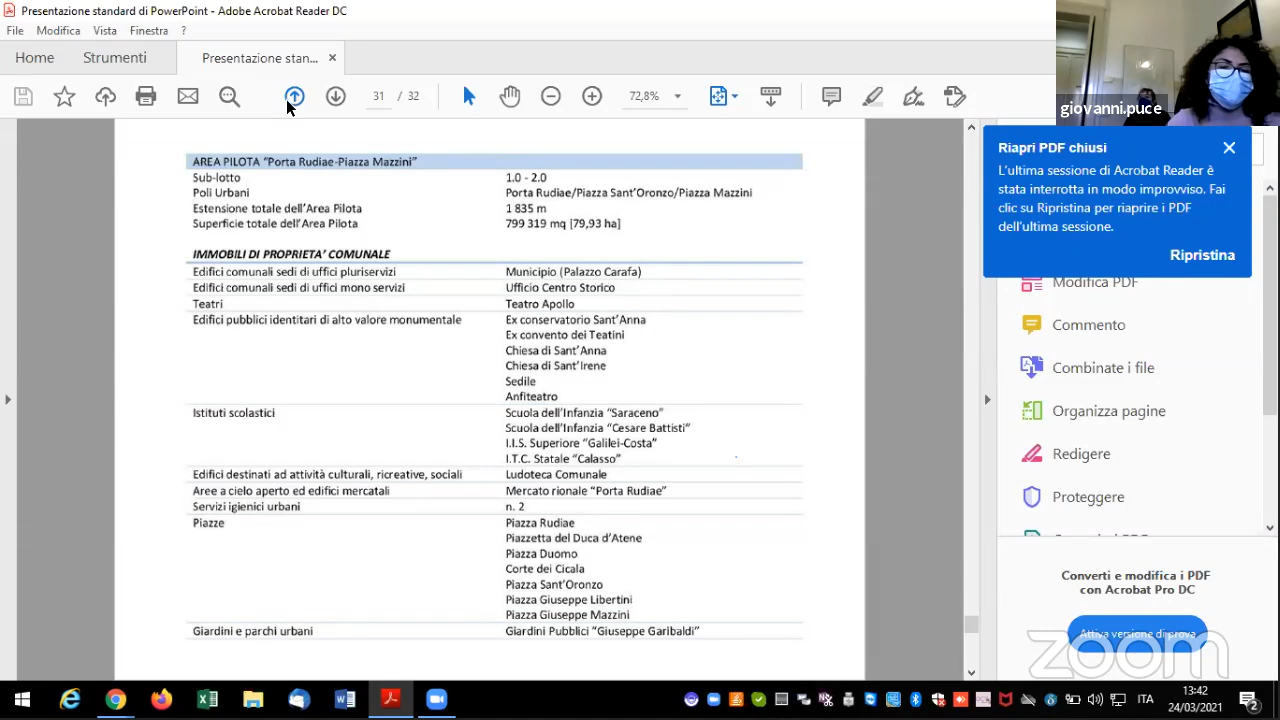 Presentazione standard di PowerPoint - Adobe Acrobat Reader DC
File Modifica Vista Finestra ?
Home Strumenti Presentazione stan... ×
31 / 32 72,8%
giovanni.puce
Riapri PDF chiusi
L'ultima sessione di Acrobat Reader è
stata interrotta in modo improvviso. Fai
clic su Ripristina per riaprire i PDF
dell'ultima sessione.
Ripristina
AREA PILOTA "Porta Rudiae-Piazza Mazzini"
Sub-lotto 1.0 - 2.0
Poli Urbani Porta Rudiae/Piazza Sant'Oronzo/Piazza Mazzini
Estensione totale dell'Area Pilota 1 835 m
Superficie totale dell'Area Pilota 799 319 mq [79,93 ha]
IMMOBILI DI PROPRIETA' COMUNALE
Edifici comunali sedi di uffici pluriservizi Municipio (Palazzo Carafa)
Edifici comunali sedi di uffici mono servizi Ufficio Centro Storico
Teatri Teatro Apollo
Edifici pubblici identitari di alto valore monumentale Ex conservatorio Sant'Anna
Ex convento dei Teatini
Chiesa di Sant'Anna
Chiesa di Sant'Irene
Sedile
Anfiteatro
Istituti scolastici Scuola dell'Infanzia "Saraceno"
Scuola dell'Infanzia "Cesare Battisti"
I.I.S. Superiore "Galilei-Costa"
I.T.C. Statale "Calasso"
Edifici destinati ad attività culturali, ricreative, sociali Ludoteca Comunale
Aree a cielo aperto ed edifici mercatali Mercato rionale "Porta Rudiae"
Servizi igienici urbani n. 2
Piazze Piazza Rudiae
Piazzetta del Duca d'Atene
Piazza Duomo
Corte dei Cicala
Piazza Sant'Oronzo
Piazza Giuseppe Libertini
Piazza Giuseppe Mazzini
Giardini e parchi urbani Giardini Pubblici "Giuseppe Garibaldi"
Modifica PDF
Commento
Combinate i file
Organizza pagine
Redigere
Proteggere
Converti e modifica i PDF
con Acrobat Pro DC
Attiva versione di prova
zoom
ITA
13:42
24/03/2021
2